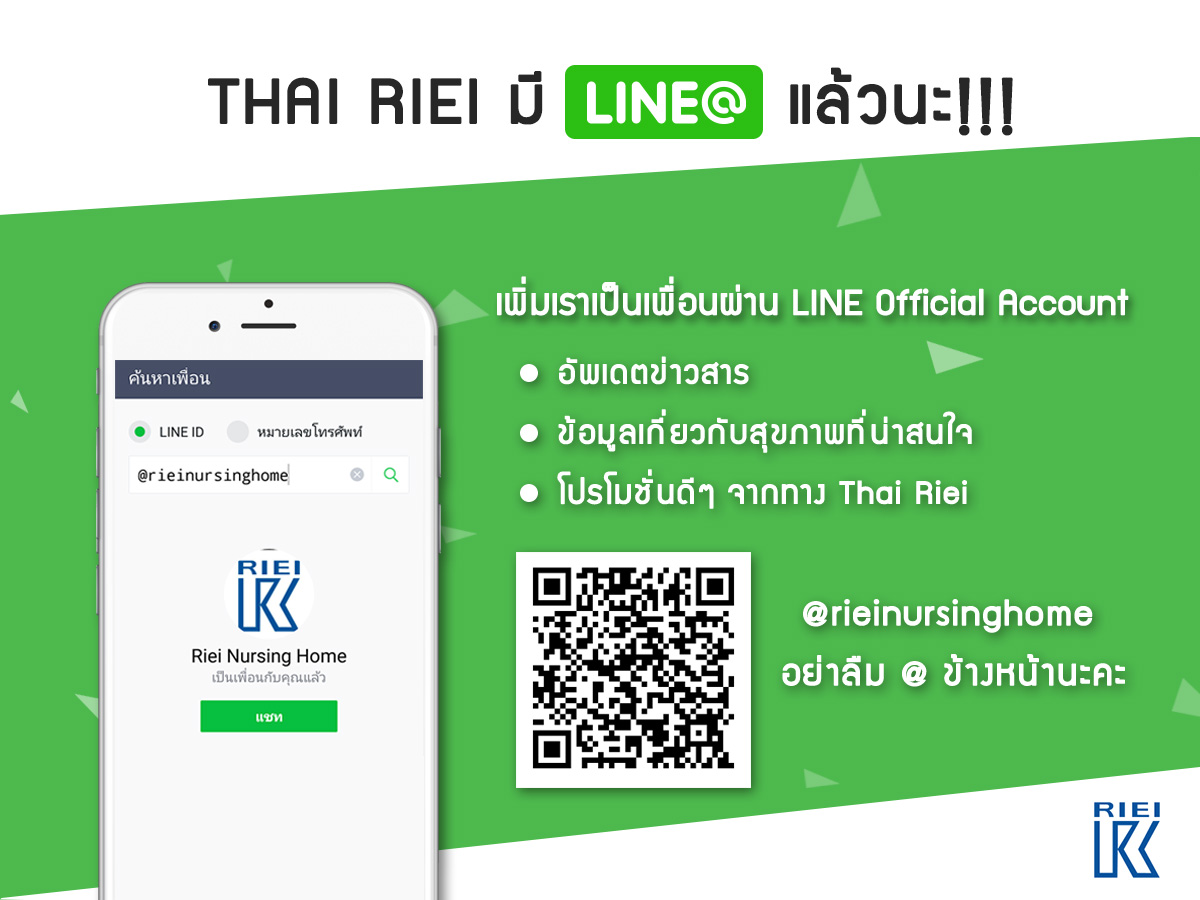 THAI RIEI มี LINE@ แล้วนะ!!!
เพิ่มเราเป็นเพื่อนผ่าน LINE Official Account
อัพเดตข่าวสาร
ข้อมูลเกี่ยวกับสุขภาพที่น่าสนใจ
โปรโมชั่นดีๆ จากทาง Thai Riei
@rieinursinghome
อย่าลืม @ ข้างหน้านะคะ
ค้นหาเพื่อน
LINE ID หมายเลขโทรศัพท์
@rieinursinghome
RIEI
Riei Nursing Home
เป็นเพื่อนกับคุณแล้ว
แชท
RIEI